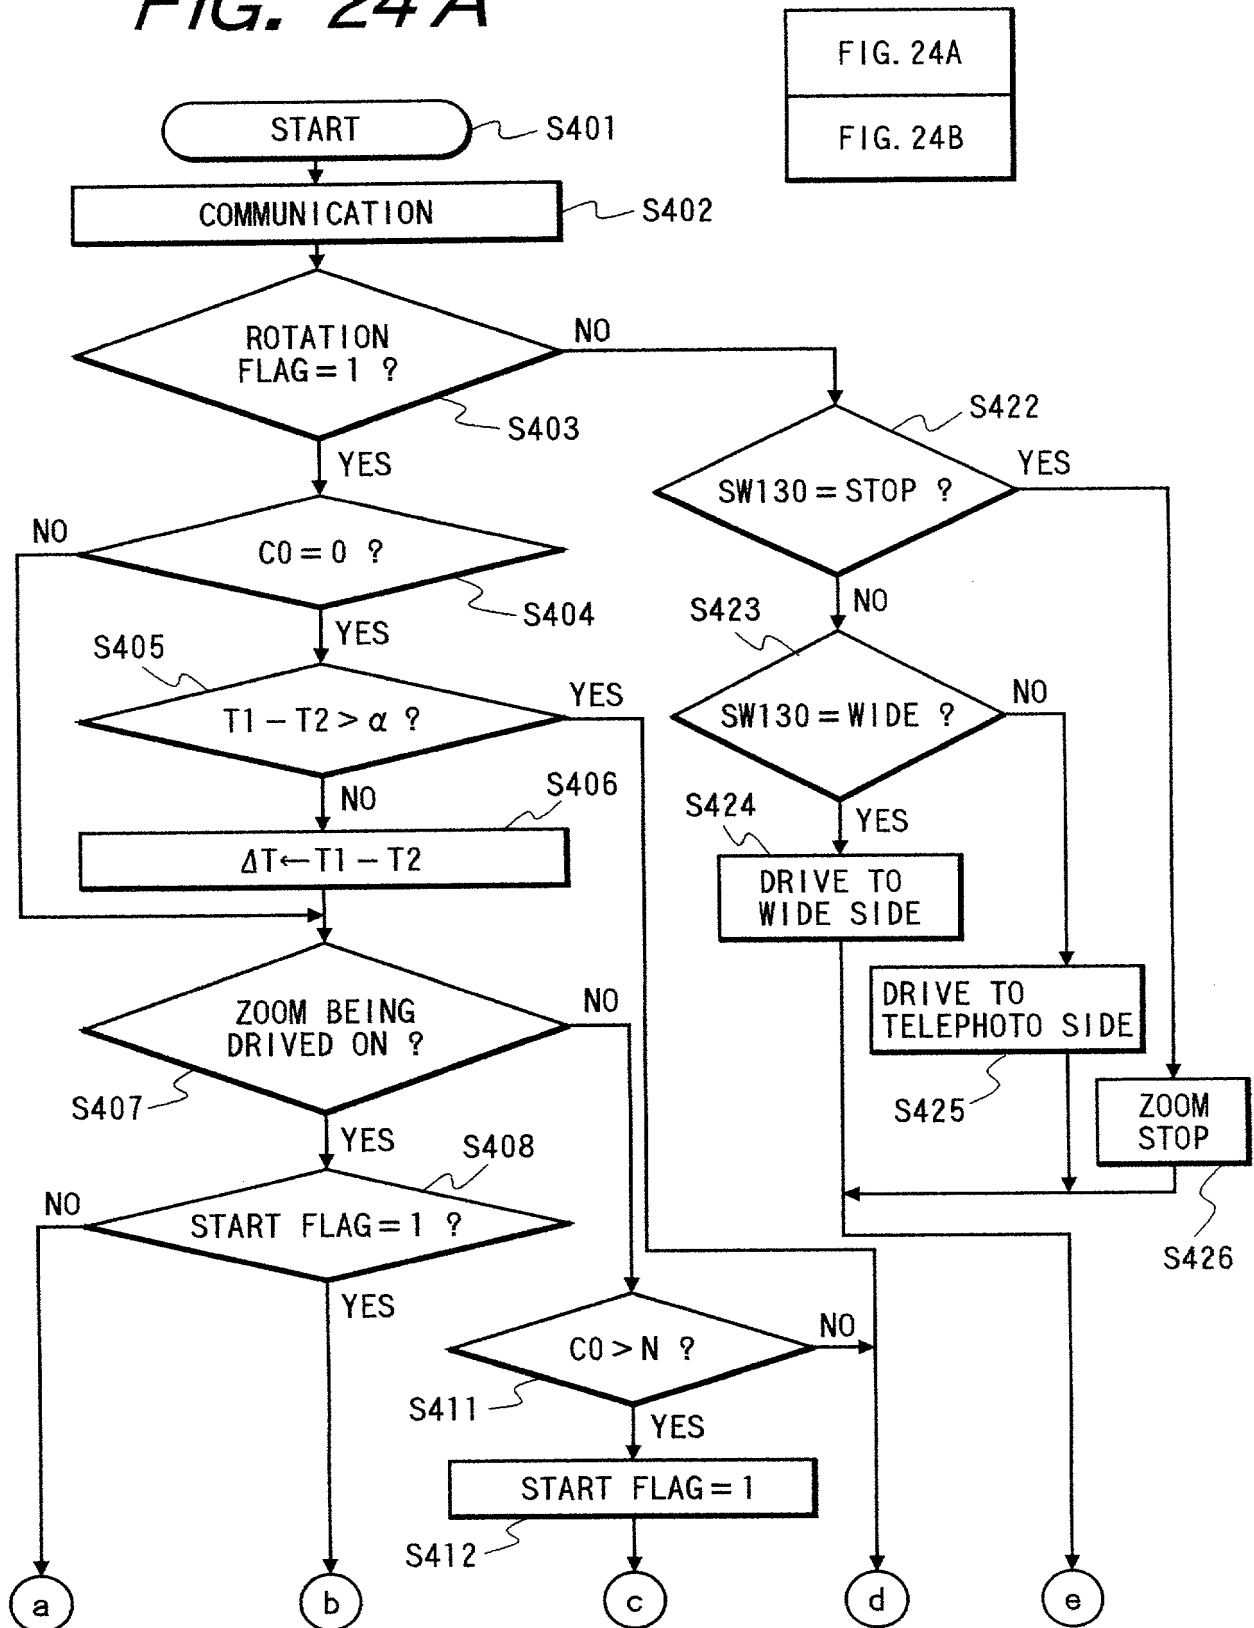 FIG. 24A
FIG. 24A
FIG. 24B
START
S401
COMMUNICATION
S402
ROTATION
FLAG=1 ?
NO
S403
YES
S422
SW130=STOP ?
YES
NO
C0=0 ?
S404
YES
NO
S423
SW130=WIDE ?
NO
S405
T1-T2>α ?
YES
NO
S406
ΔT←T1-T2
S424
YES
DRIVE TO
WIDE SIDE
DRIVE TO
TELEPHOTO SIDE
S425
ZOOM
STOP
S426
ZOOM BEING
DRIVED ON ?
NO
S407
YES
S408
NO
START FLAG=1 ?
YES
C0>N ?
NO
S411
YES
START FLAG=1
S412
a
b
c
d
e